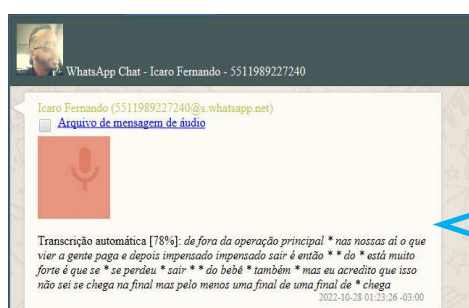 WhatsApp Chat - Icaro Fernando - 5511989227240
Icaro Fernando (5511989227240@s.whatsapp.net)
Arquivo de mensagem de áudio
Transcrição automática [78%]: de fora da operação principal * nas nossas aí o que
vier a gente paga e depois impensado impensado sair é então * * do * está muito
forte é que se * se perdeu * sair * * do bebê * também * mas eu acredito que isso
não sei se chega na final mas pelo menos uma final de uma final de * chega
2022-10-28 01:23:26 -03:00